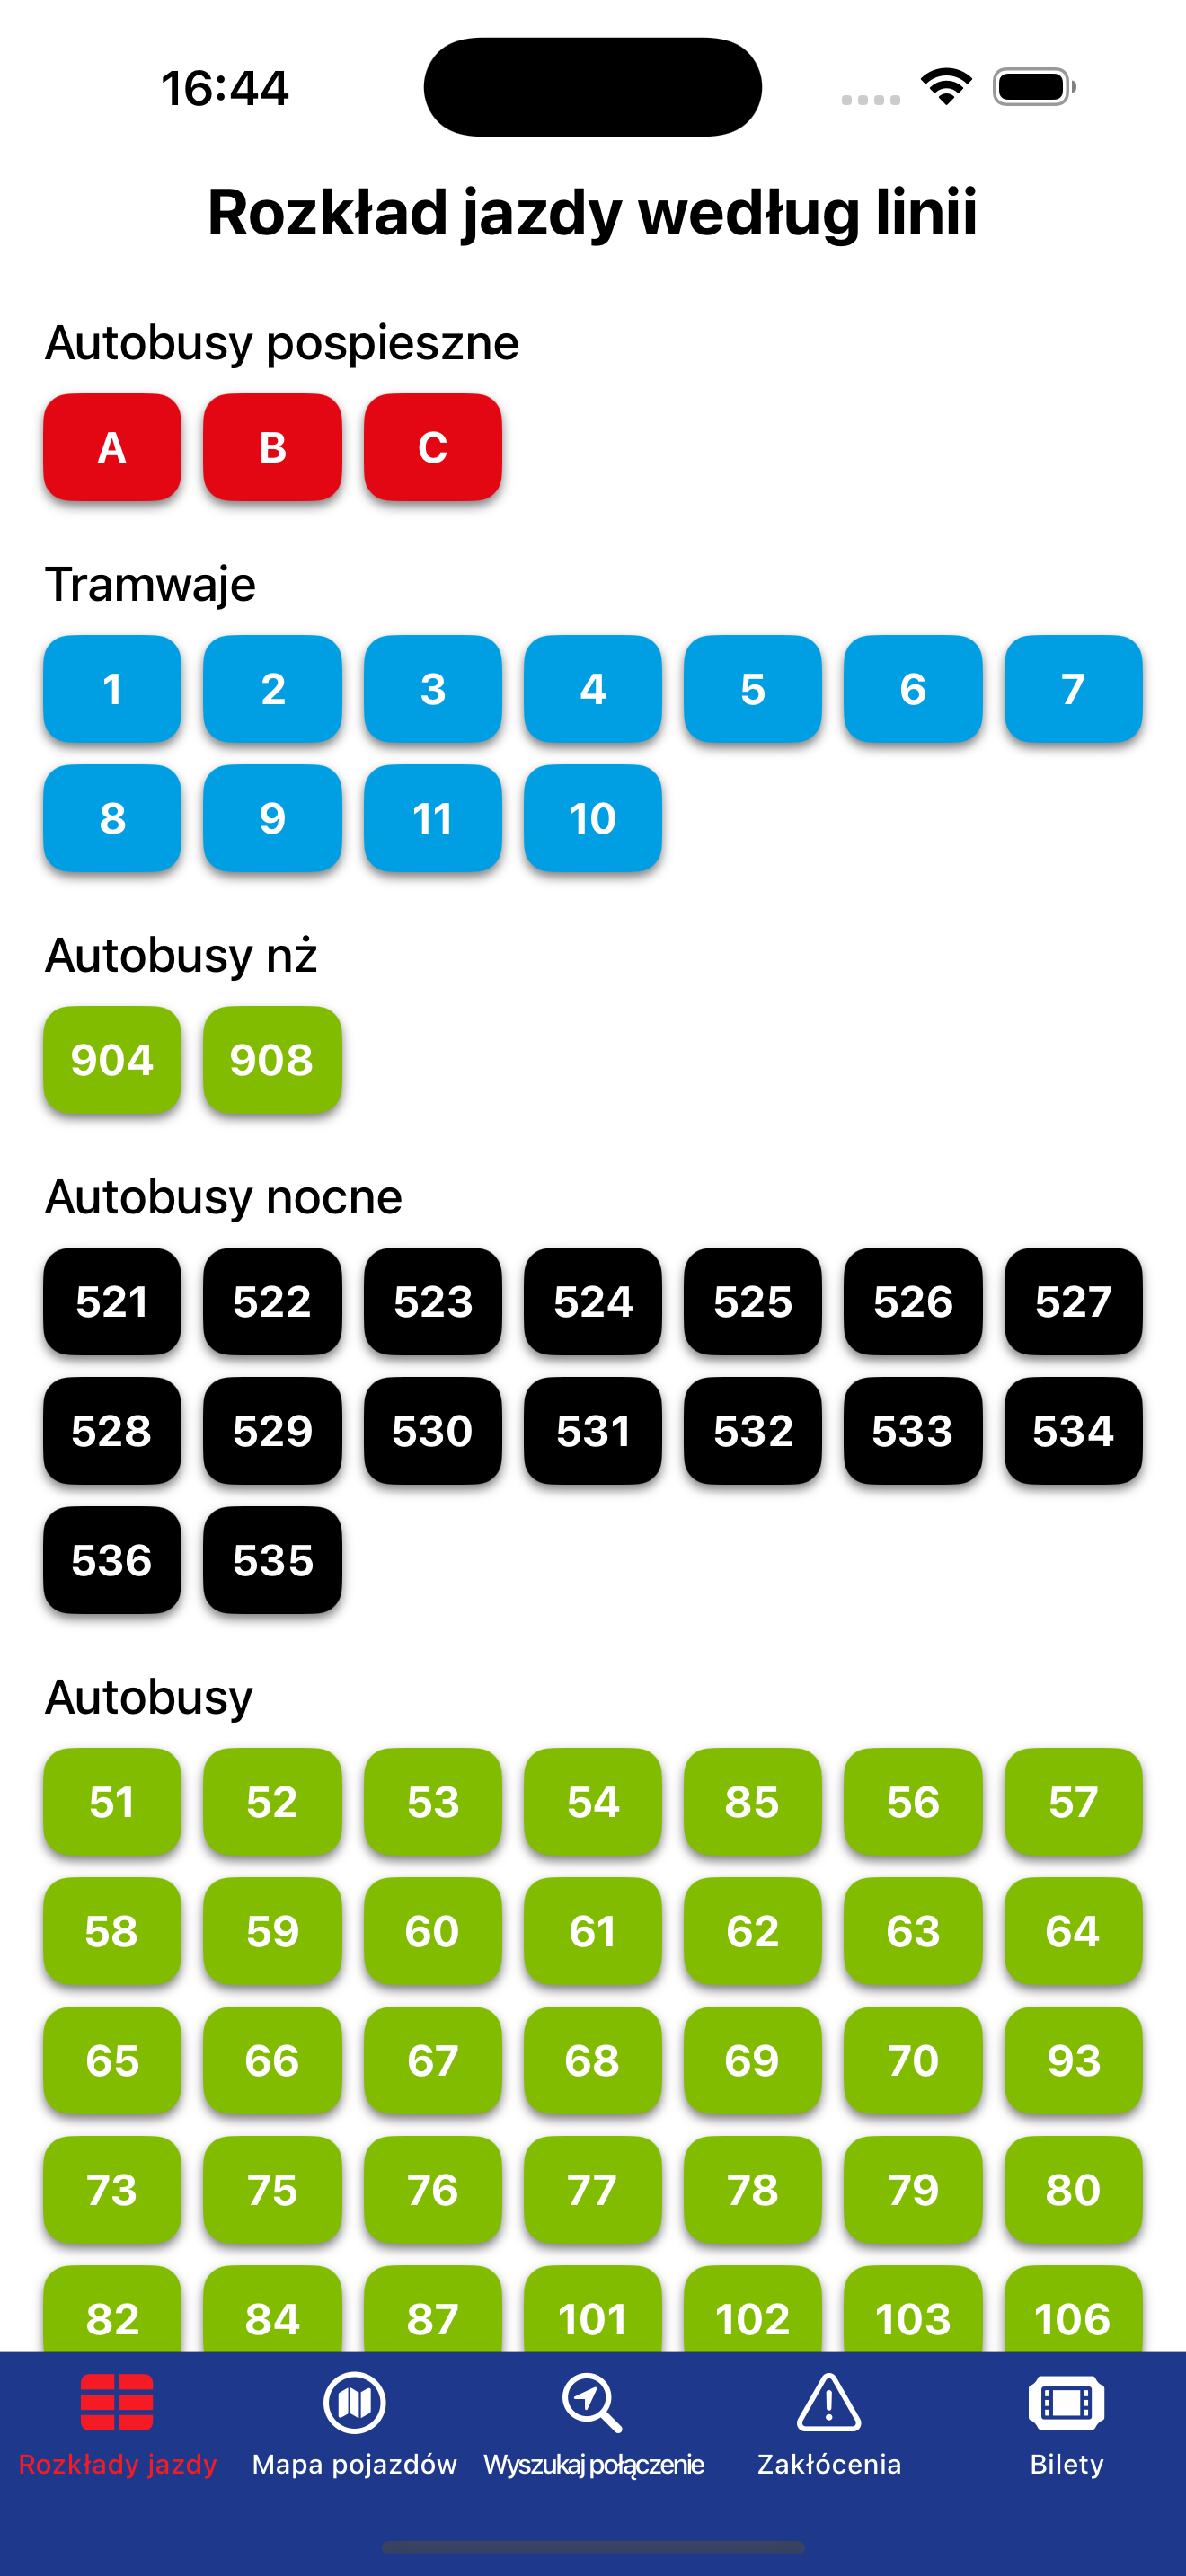 16:44
Rozkład jazdy według linii
Autobusy pospieszne
A B C
Tramwaje
1 2 3 4 5 6 7
8 9 11 10
Autobusy nż
904 908
Autobusy nocne
521 522 523 524 525 526 527
528 529 530 531 532 533 534
536 535
Autobusy
51 52 53 54 85 56 57
58 59 60 61 62 63 64
65 66 67 68 69 70 93
73 75 76 77 78 79 80
82 84 87 101 102 103 106
Rozkłady jazdy Mapa pojazdów Wyszukaj połączenie Zakłócenia Bilety